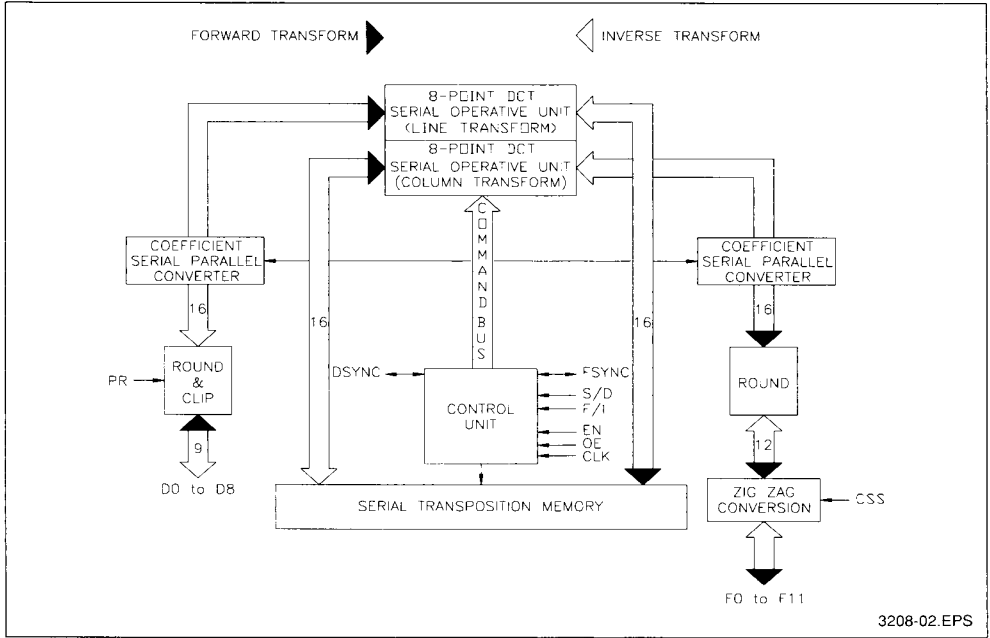 FORWARD TRANSFORM
INVERSE TRANSFORM
8-POINT DCT
SERIAL OPERATIVE UNIT
(LINE TRANSFORM)
8-POINT DCT
SERIAL OPERATIVE UNIT
(COLUMN TRANSFORM)
COEFFICIENT
SERIAL PARALLEL
CONVERTER
COMMAND BUS
COEFFICIENT
SERIAL PARALLEL
CONVERTER
16
16
16
16
PR
ROUND
&
CLIP
DSYNC
CONTROL
UNIT
FSYNC
S/D
F/I
EN
OE
CLK
ROUND
9
12
D0 to D8
SERIAL TRANSPOSITION MEMORY
ZIG ZAG
CONVERSION
CSS
F0 to F11
3208-02.EPS